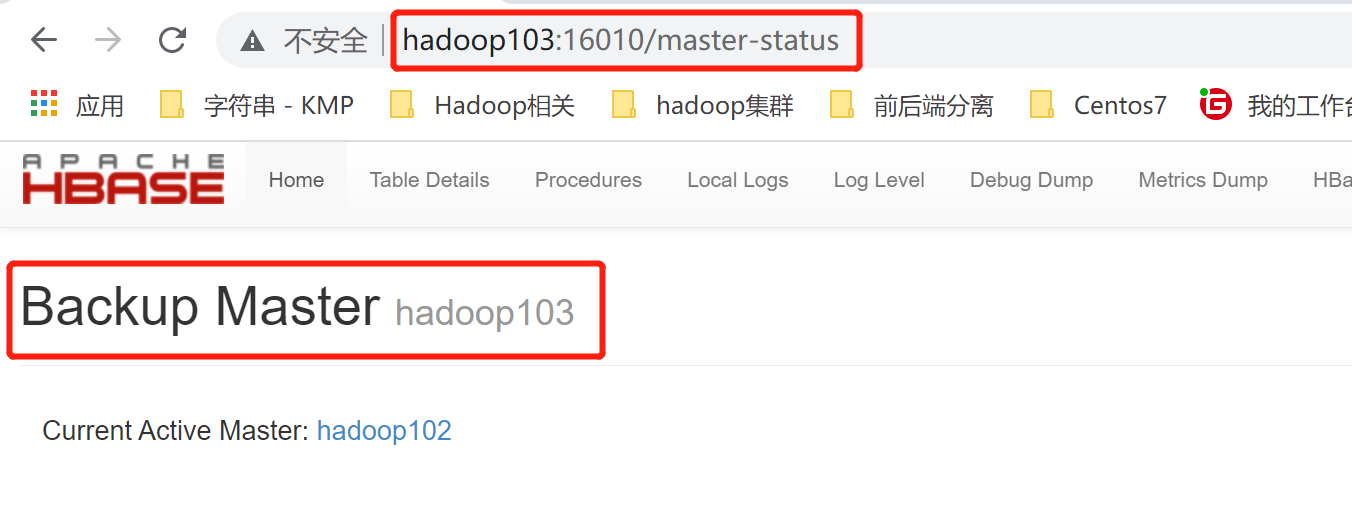 不安全 hadoop103:16010/master-status
应用 字符串 - KMP Hadoop相关 hadoop集群 前后端分离 Centos7 G 我的工作台
APACHE
HBASE Home Table Details Procedures Local Logs Log Level Debug Dump Metrics Dump HBa
Backup Master hadoop103
Current Active Master: hadoop102